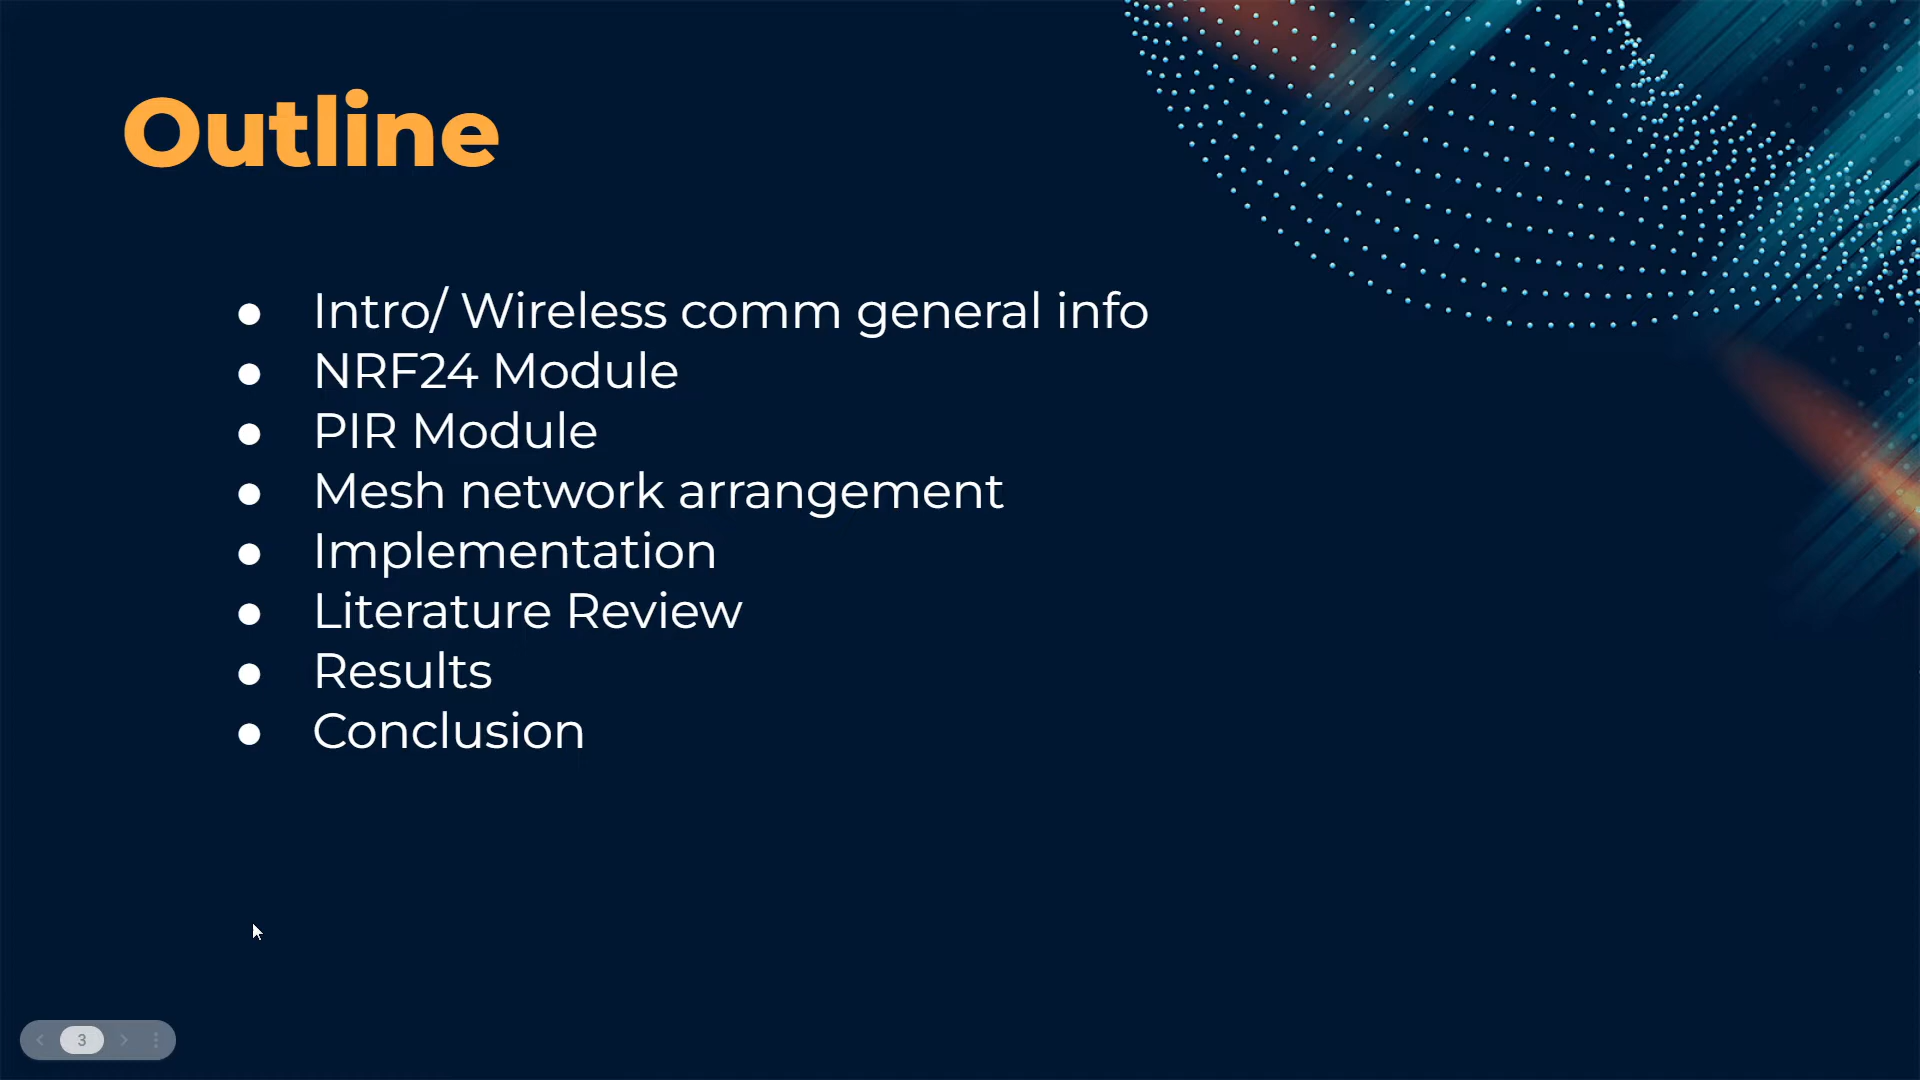 Outline
● Intro/ Wireless comm general info
● NRF24 Module
● PIR Module
● Mesh network arrangement
● Implementation
● Literature Review
● Results
● Conclusion
3